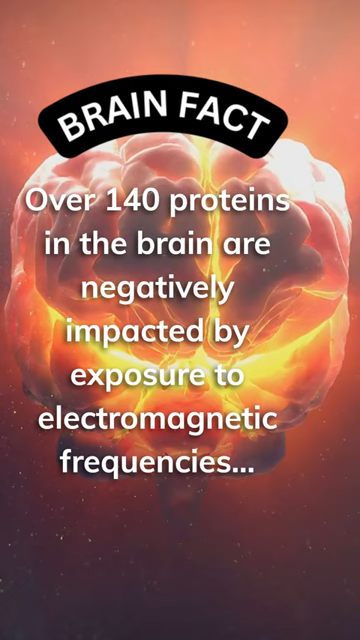 BRAIN FACT
Over 140 proteins
in the brain are
negatively
impacted by
exposure to
electromagnetic
frequencies...